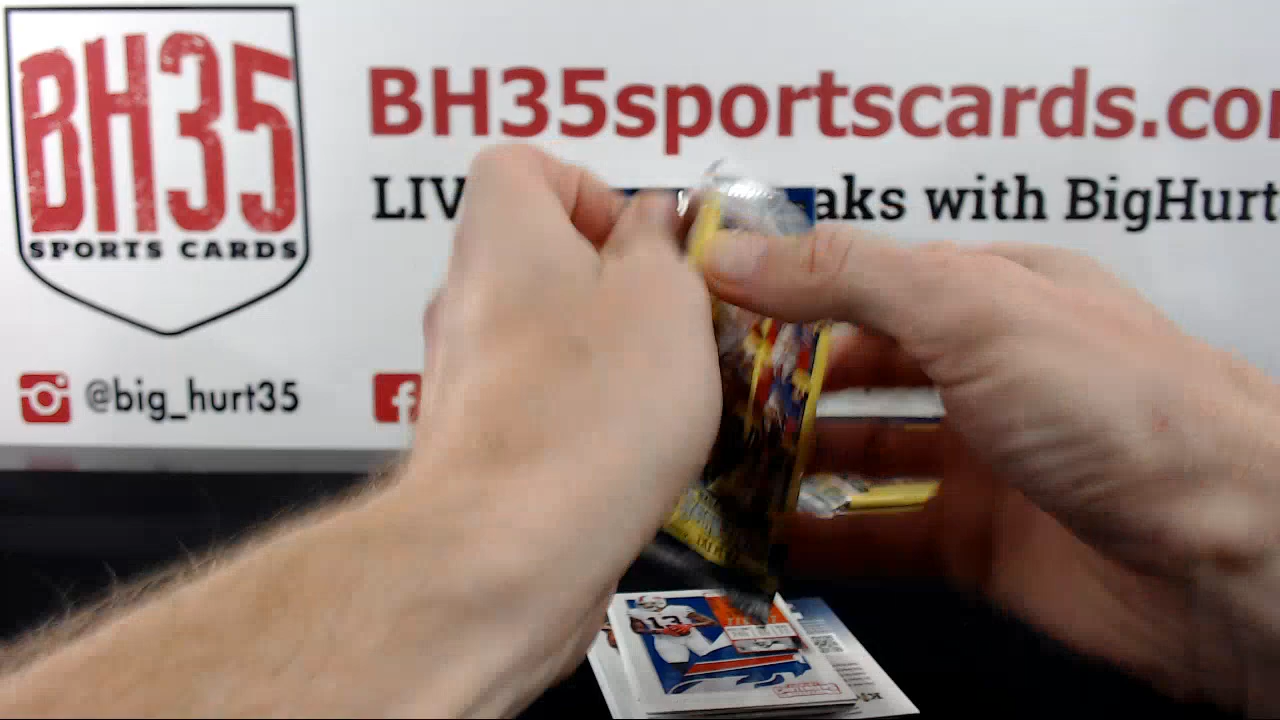 BH35
SPORTS CARDS
BH35sportscards.co
LIV aks with BigHurt
@big_hurt35
f
13